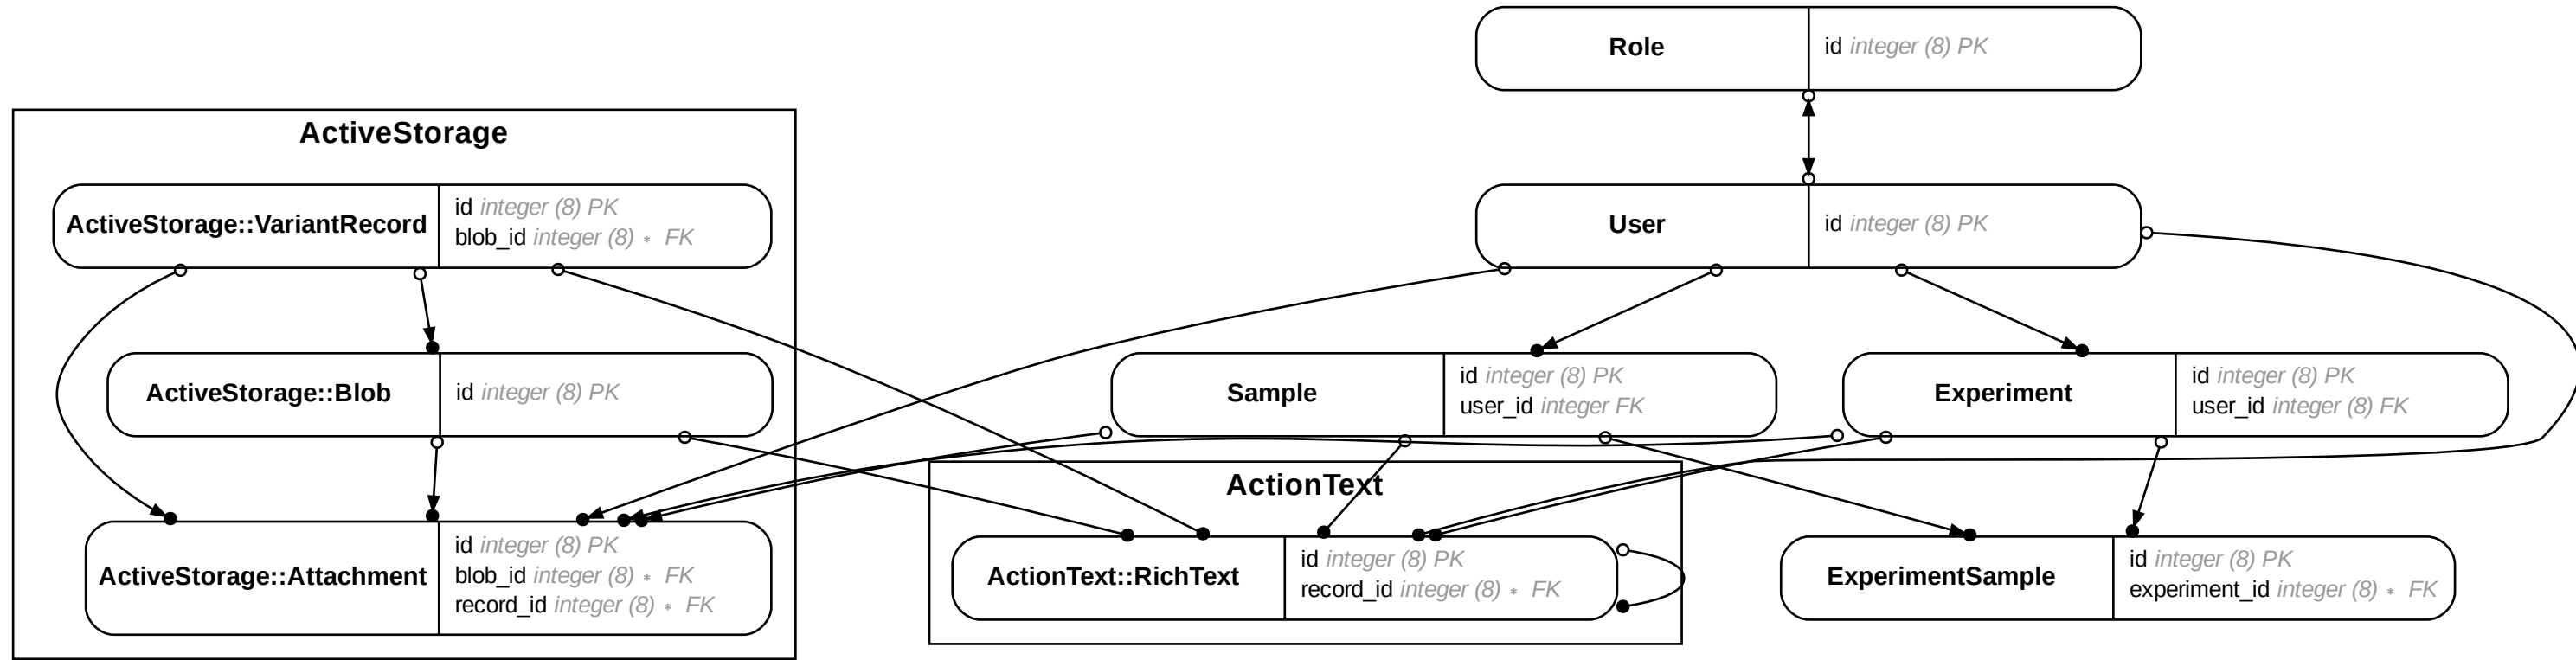 Role
id integer (8) PK
ActiveStorage
ActiveStorage::VariantRecord
id integer (8) PK
blob_id integer (8) * FK
User
id integer (8) PK
ActiveStorage::Blob
id integer (8) PK
Sample
id integer (8) PK
user_id integer FK
Experiment
id integer (8) PK
user_id integer (8) FK
ActionText
ActiveStorage::Attachment
id integer (8) PK
blob_id integer (8) * FK
record_id integer (8) * FK
ActionText::RichText
id integer (8) PK
record_id integer (8) * FK
ExperimentSample
id integer (8) PK
experiment_id integer (8) * FK